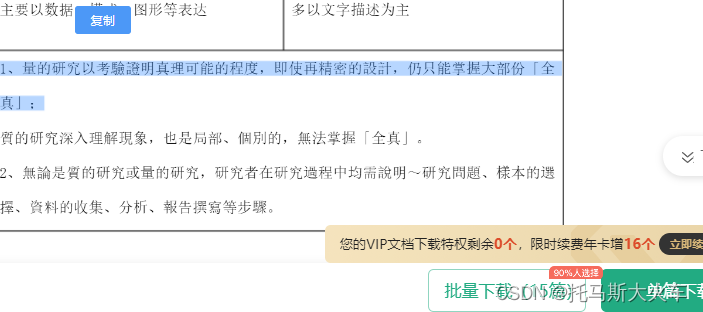 主要以数据、模式、图形等表达
多以文字描述为主
复制
1、量的研究以考驗證明真理可能的程度，即使再精密的設計，仍只能掌握大部份「全
真」；
質的研究深入理解現象，也是局部、個別的，無法掌握「全真」。
2、無論是質的研究或量的研究，研究者在研究過程中均需說明～研究問題、樣本的選
擇、資料的收集、分析、報告撰寫等步驟。
您的VIP文档下载特权剩余0个，限时续费年卡增16个
立即续
90%人选择
批量下载（15篇）
单篇下载
CSDN @托马斯大